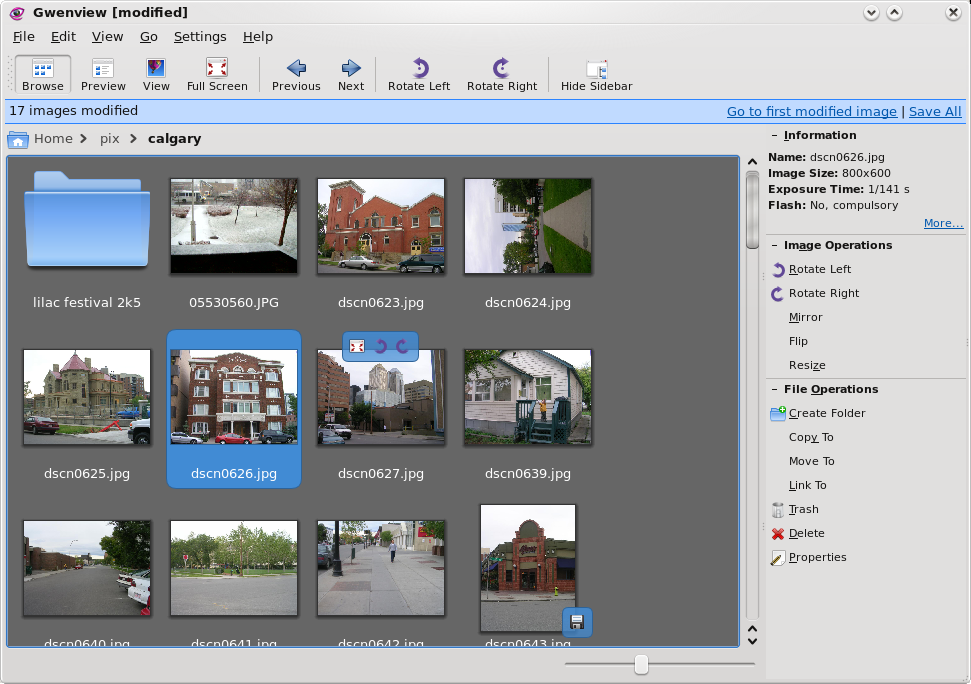 Gwenview [modified]
File Edit View Go Settings Help
Browse Preview View Full Screen Previous Next Rotate Left Rotate Right Hide Sidebar
17 images modified Go to first modified image | Save All
Home pix calgary
lilac festival 2k5 05530560.JPG dscn0623.jpg dscn0624.jpg
dscn0625.jpg dscn0626.jpg dscn0627.jpg dscn0639.jpg
dscn0640.jpg dscn0641.jpg dscn0642.jpg dscn0643.jpg
- Information
Name: dscn0626.jpg
Image Size: 800x600
Exposure Time: 1/141 s
Flash: No, compulsory
More...
- Image Operations
Rotate Left
Rotate Right
Mirror
Flip
Resize
- File Operations
Create Folder
Copy To
Move To
Link To
Trash
Delete
Properties